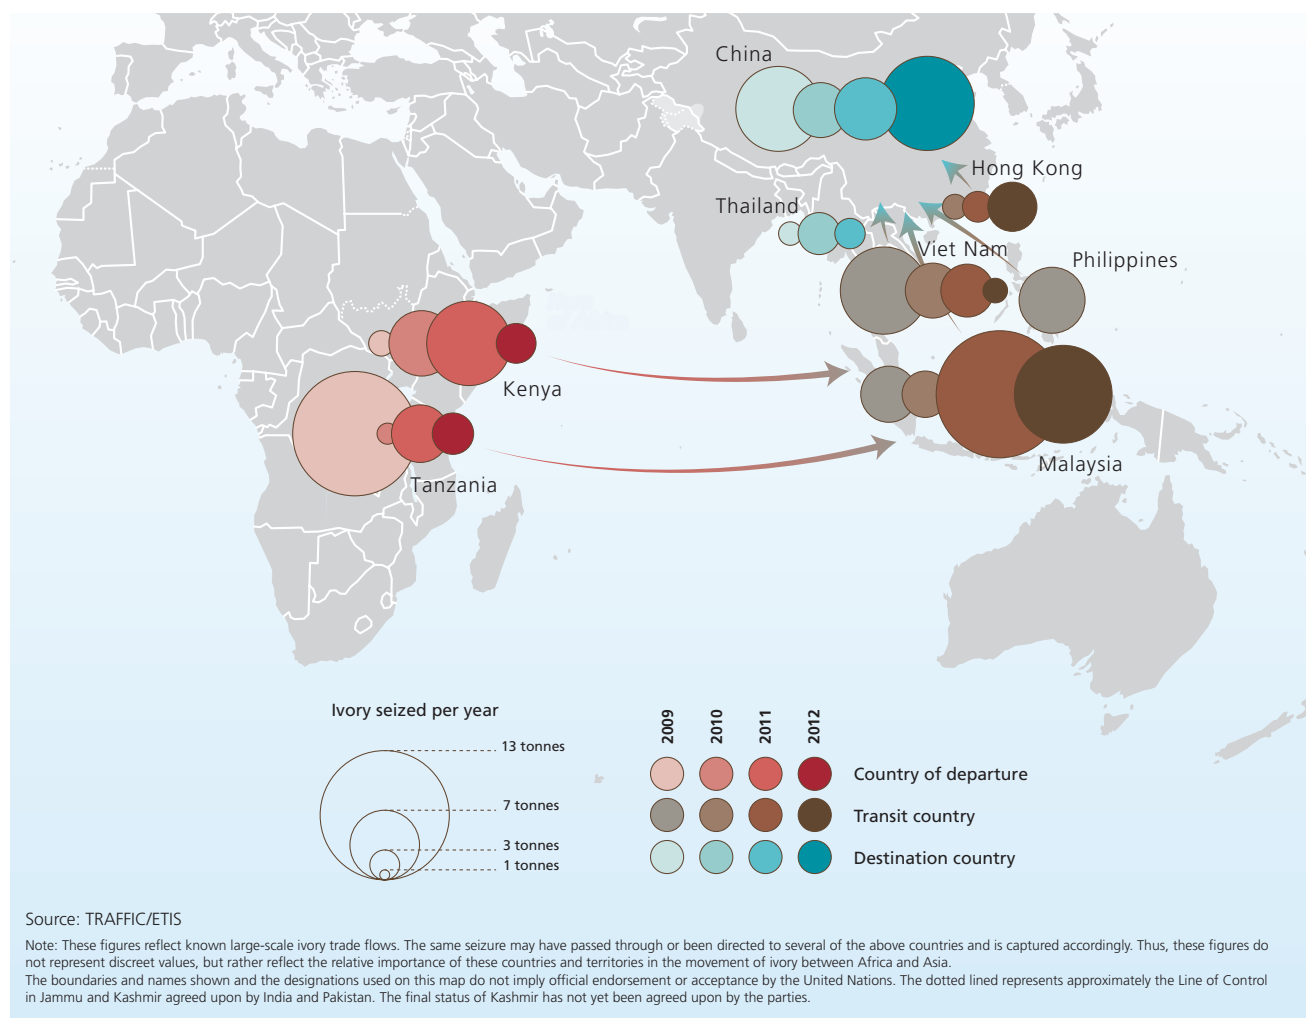 China
Hong Kong
Thailand
Viet Nam
Philippines
Kenya
Malaysia
Tanzania
Ivory seized per year
13 tonnes
7 tonnes
3 tonnes
1 tonnes
2009
2010
2011
2012
Country of departure
Transit country
Destination country
Source: TRAFFIC/ETIS
Note: These figures reflect known large-scale ivory trade flows. The same seizure may have passed through or been directed to several of the above countries and is captured accordingly. Thus, these figures do
not represent discreet values, but rather reflect the relative importance of these countries and territories in the movement of ivory between Africa and Asia.
The boundaries and names shown and the designations used on this map do not imply official endorsement or acceptance by the United Nations. The dotted lined represents approximately the Line of Control
in Jammu and Kashmir agreed upon by India and Pakistan. The final status of Kashmir has not yet been agreed upon by the parties.